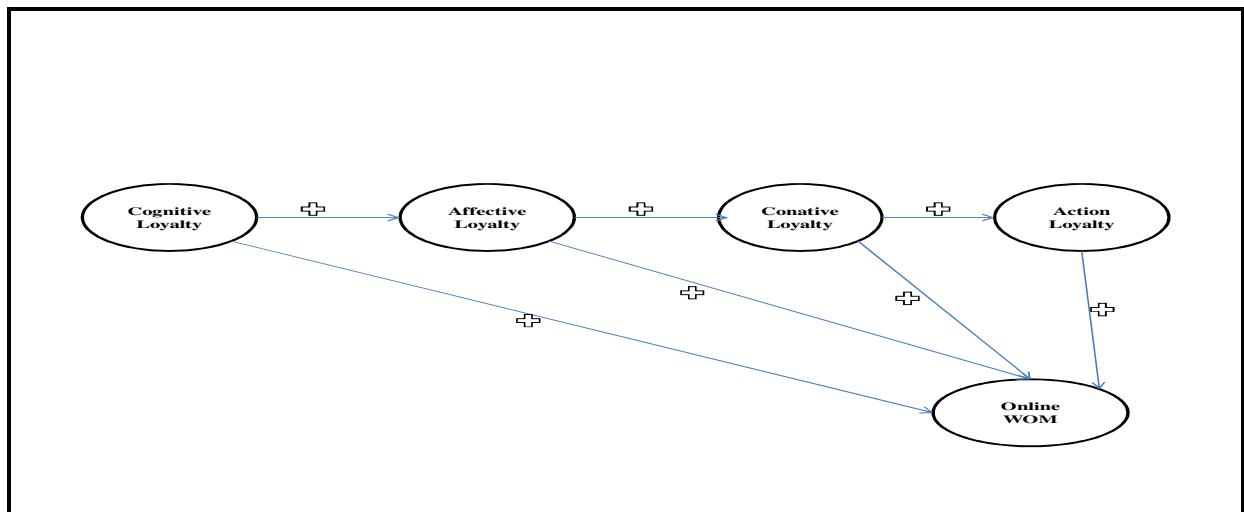 Cognitive
Loyalty
Affective
Loyalty
Conative
Loyalty
Action
Loyalty
Online
WOM